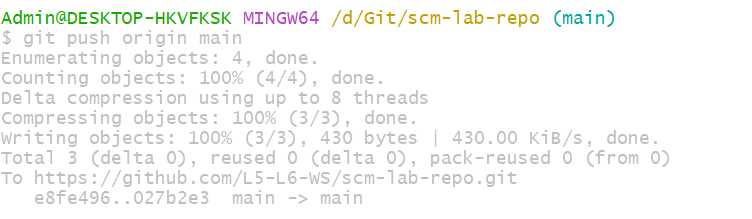 Admin@DESKTOP-HKVFKSK MINGW64 /d/Git/scm-lab-repo (main)
$ git push origin main
Enumerating objects: 4, done.
Counting objects: 100% (4/4), done.
Delta compression using up to 8 threads
Compressing objects: 100% (3/3), done.
Writing objects: 100% (3/3), 430 bytes | 430.00 KiB/s, done.
Total 3 (delta 0), reused 0 (delta 0), pack-reused 0 (from 0)
To https://github.com/L5-L6-WS/scm-lab-repo.git
   e8fe496..027b2e3  main -> main